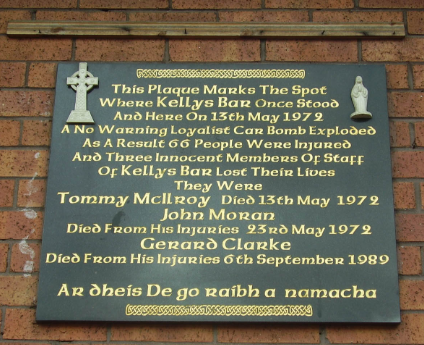 This Plaque Marks The Spot
Where Kellys Bar Once Stood
And Here On 13th May 1972
A No Warning Loyalist Car Bomb Exploded
As A Result 66 People Were Injured
And Three Innocent Members Of Staff
Of Kellys Bar Lost Their Lives
They Were
Tommy McIlroy Died 13th May 1972
John Moran
Died From His Injuries 23rd May 1972
Gerard Clarke
Died From His Injuries 6th September 1989
Ar dheis De go raibh a namacha